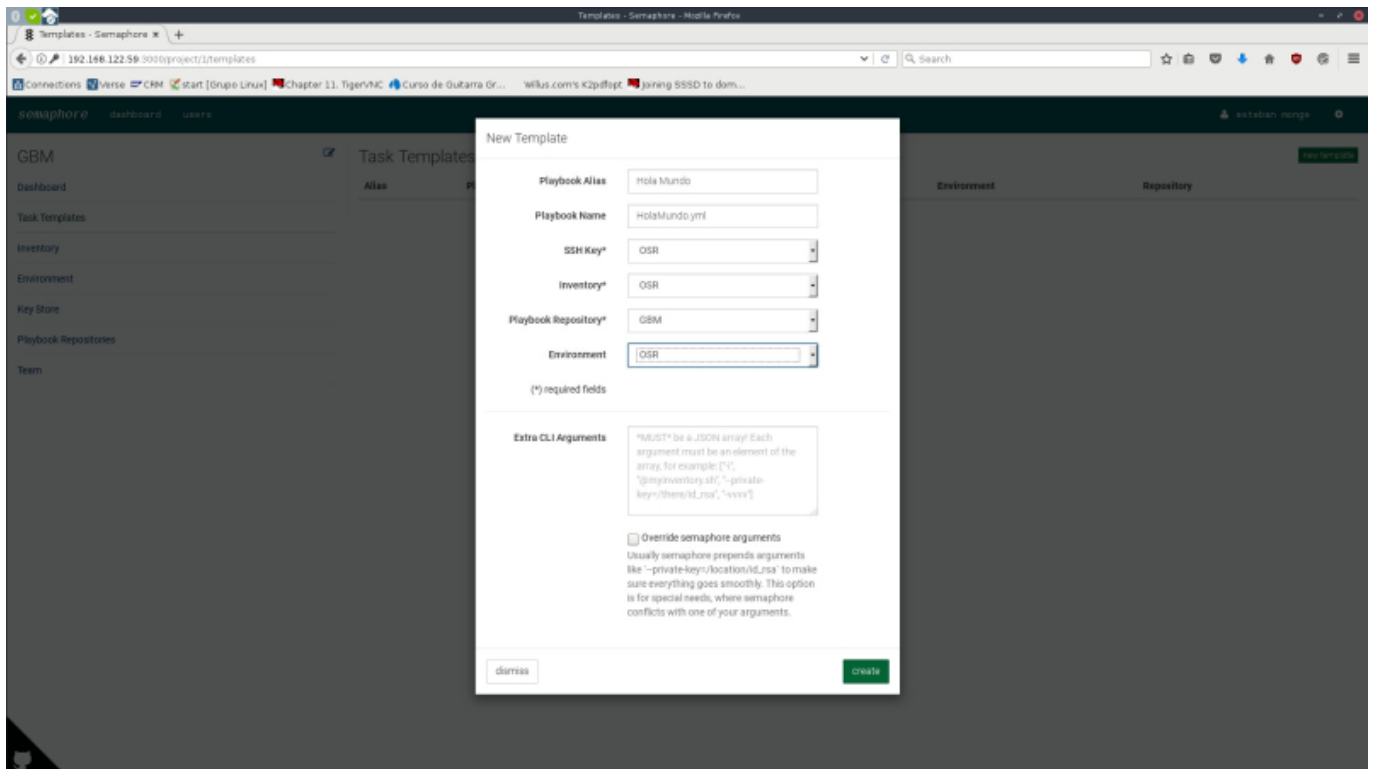 Templates - Semaphore - Mozilla Firefox
Templates - Semaphore
192.168.122.59:3000/project/1/templates
Search
Connections Verse CRM start [Grupo Linux] Chapter 11. TigerVNC Curso de Guitarra Gr... Willus.com's K2pdfopt Joining SSSD to dom...
semaphore dashboard users
esteban monge
GBM
Task Templates
new template
Dashboard
Alias
Environment
Repository
Task Templates
Inventory
Environment
Key Store
Playbook Repositories
Team
New Template
Playbook Alias Hola Mundo
Playbook Name HolaMundo.yml
SSH Key* OSR
Inventory* OSR
Playbook Repository* GBM
Environment OSR
(*) required fields
Extra CLI Arguments
*MUST* be a JSON array! Each
argument must be an element of the
array, for example: ["-i",
"@myinventory.sh", "--private-
key=/there/id_rsa", "-vvvv"]
Override semaphore arguments
Usually semaphore prepends arguments
like '--private-key=/location/id_rsa' to make
sure everything goes smoothly. This option
is for special needs, where semaphore
conflicts with one of your arguments.
dismiss
create